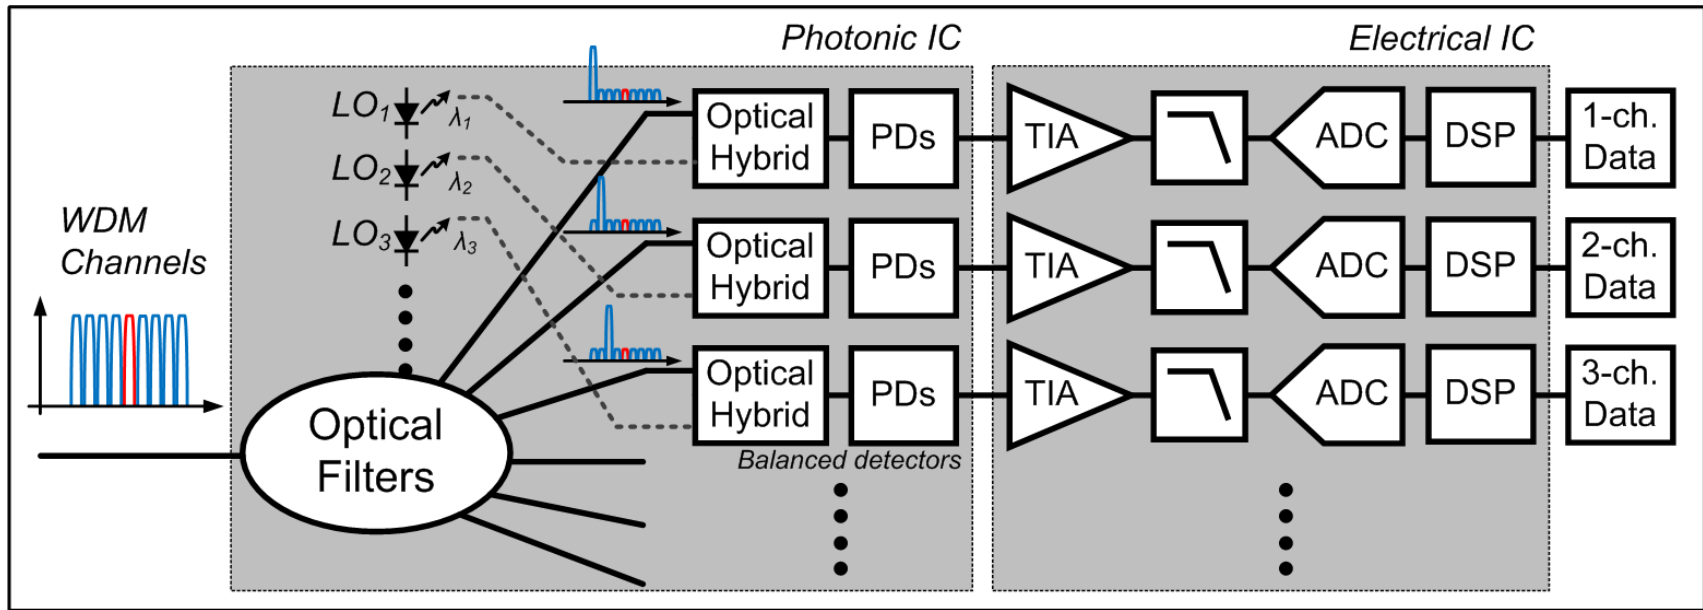 Photonic IC
Electrical IC
LO1
λ1
LO2
λ2
LO3
λ3
WDM
Channels
Optical
Filters
Optical
Hybrid
PDs
TIA
ADC
DSP
1-ch.
Data
Optical
Hybrid
PDs
TIA
ADC
DSP
2-ch.
Data
Optical
Hybrid
PDs
TIA
ADC
DSP
3-ch.
Data
Balanced detectors